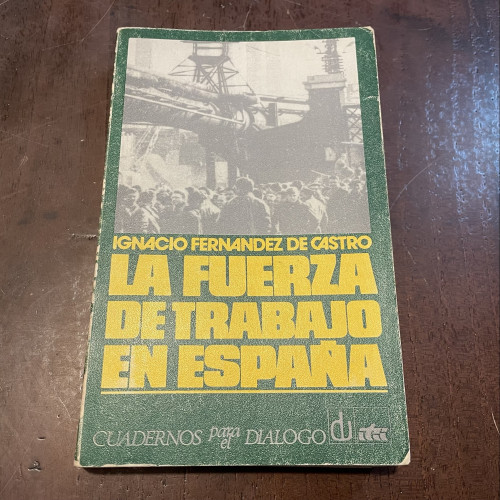 IGNACIO FERNANDEZ DE CASTRO
LA FUERZA
DE TRABAJO
EN ESPAÑA
CUADERNOS para el DIALOGO